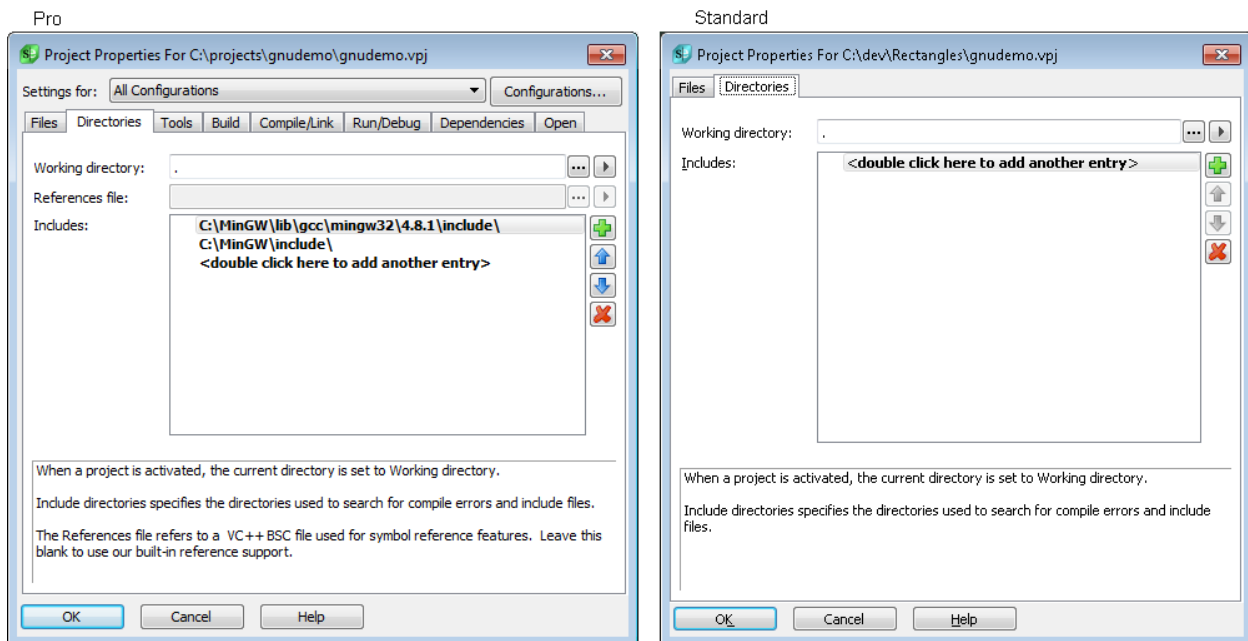 Pro
Project Properties For C:\projects\gnudemo\gnudemo.vpj
Settings for: All Configurations Configurations...
Files Directories Tools Build Compile/Link Run/Debug Dependencies Open
Working directory: . ...
References file: ...
Includes:
C:\MinGW\lib\gcc\mingw32\4.8.1\include\
C:\MinGW\include\
<double click here to add another entry>
When a project is activated, the current directory is set to Working directory.
Include directories specifies the directories used to search for compile errors and include files.
The References file refers to a VC++ BSC file used for symbol reference features. Leave this
blank to use our built-in reference support.
OK Cancel Help
Standard
Project Properties For C:\dev\Rectangles\gnudemo.vpj
Files Directories
Working directory: . ...
Includes: <double click here to add another entry>
When a project is activated, the current directory is set to Working directory.
Include directories specifies the directories used to search for compile errors and include
files.
OK Cancel Help